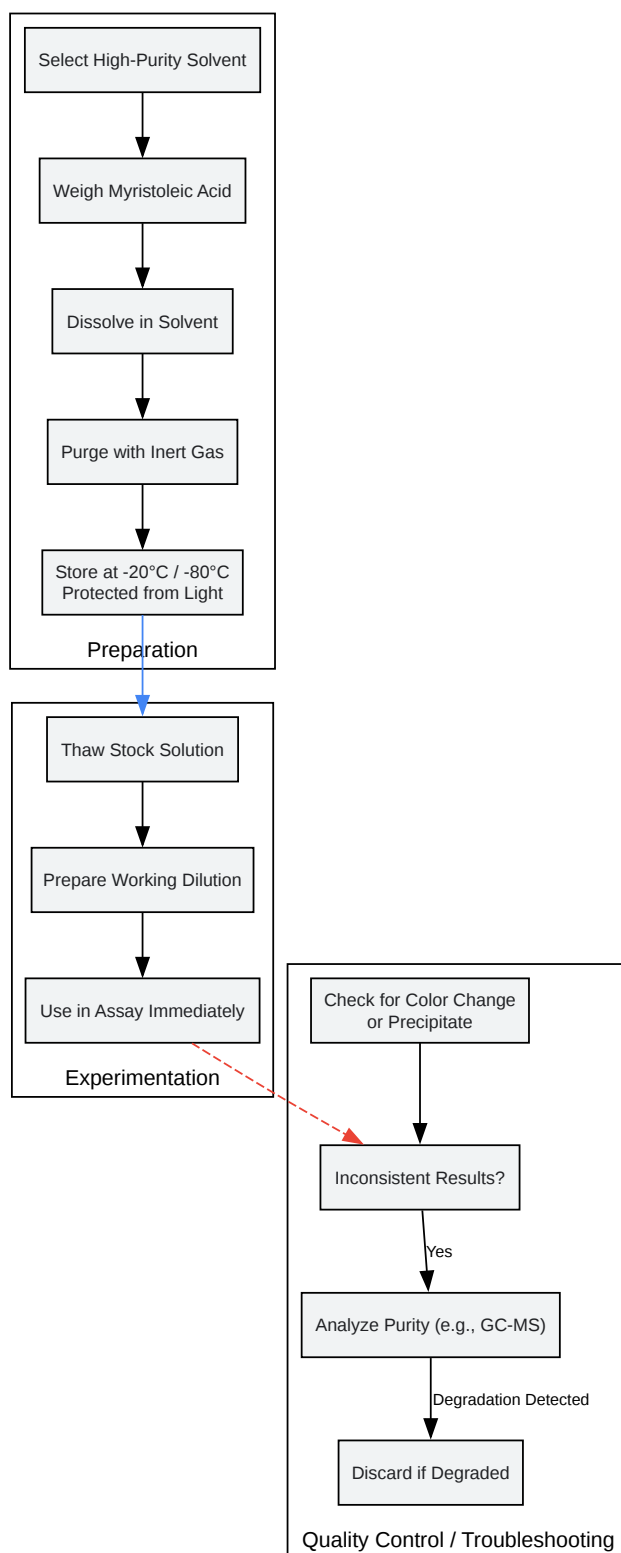 Select High-Purity Solvent
Weigh Myristoleic Acid
Dissolve in Solvent
Purge with Inert Gas
Store at -20°C / -80°C
Protected from Light
Preparation
Thaw Stock Solution
Prepare Working Dilution
Use in Assay Immediately
Experimentation
Check for Color Change
or Precipitate
Inconsistent Results?
Yes
Analyze Purity (e.g., GC-MS)
Degradation Detected
Discard if Degraded
Quality Control / Troubleshooting